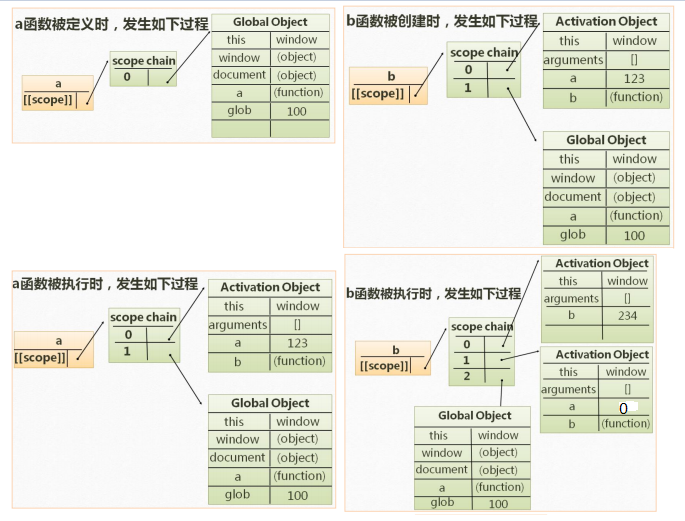 a函数被定义时，发生如下过程
Global Object
this window
window (object)
document (object)
a (function)
glob 100
scope chain
0
a
[[scope]]
b函数被创建时，发生如下过程
Activation Object
this window
arguments []
a 123
b (function)
scope chain
0
1
b
[[scope]]
Global Object
this window
window (object)
document (object)
a (function)
glob 100
a函数被执行时，发生如下过程
Activation Object
this window
arguments []
a 123
b (function)
scope chain
0
1
a
[[scope]]
Global Object
this window
window (object)
document (object)
a (function)
glob 100
b函数被执行时，发生如下过程
Activation Object
this window
arguments []
b 234
scope chain
0
1
2
b
[[scope]]
Activation Object
this window
arguments []
a 0
b (function)
Global Object
this window
window (object)
document (object)
a (function)
glob 100